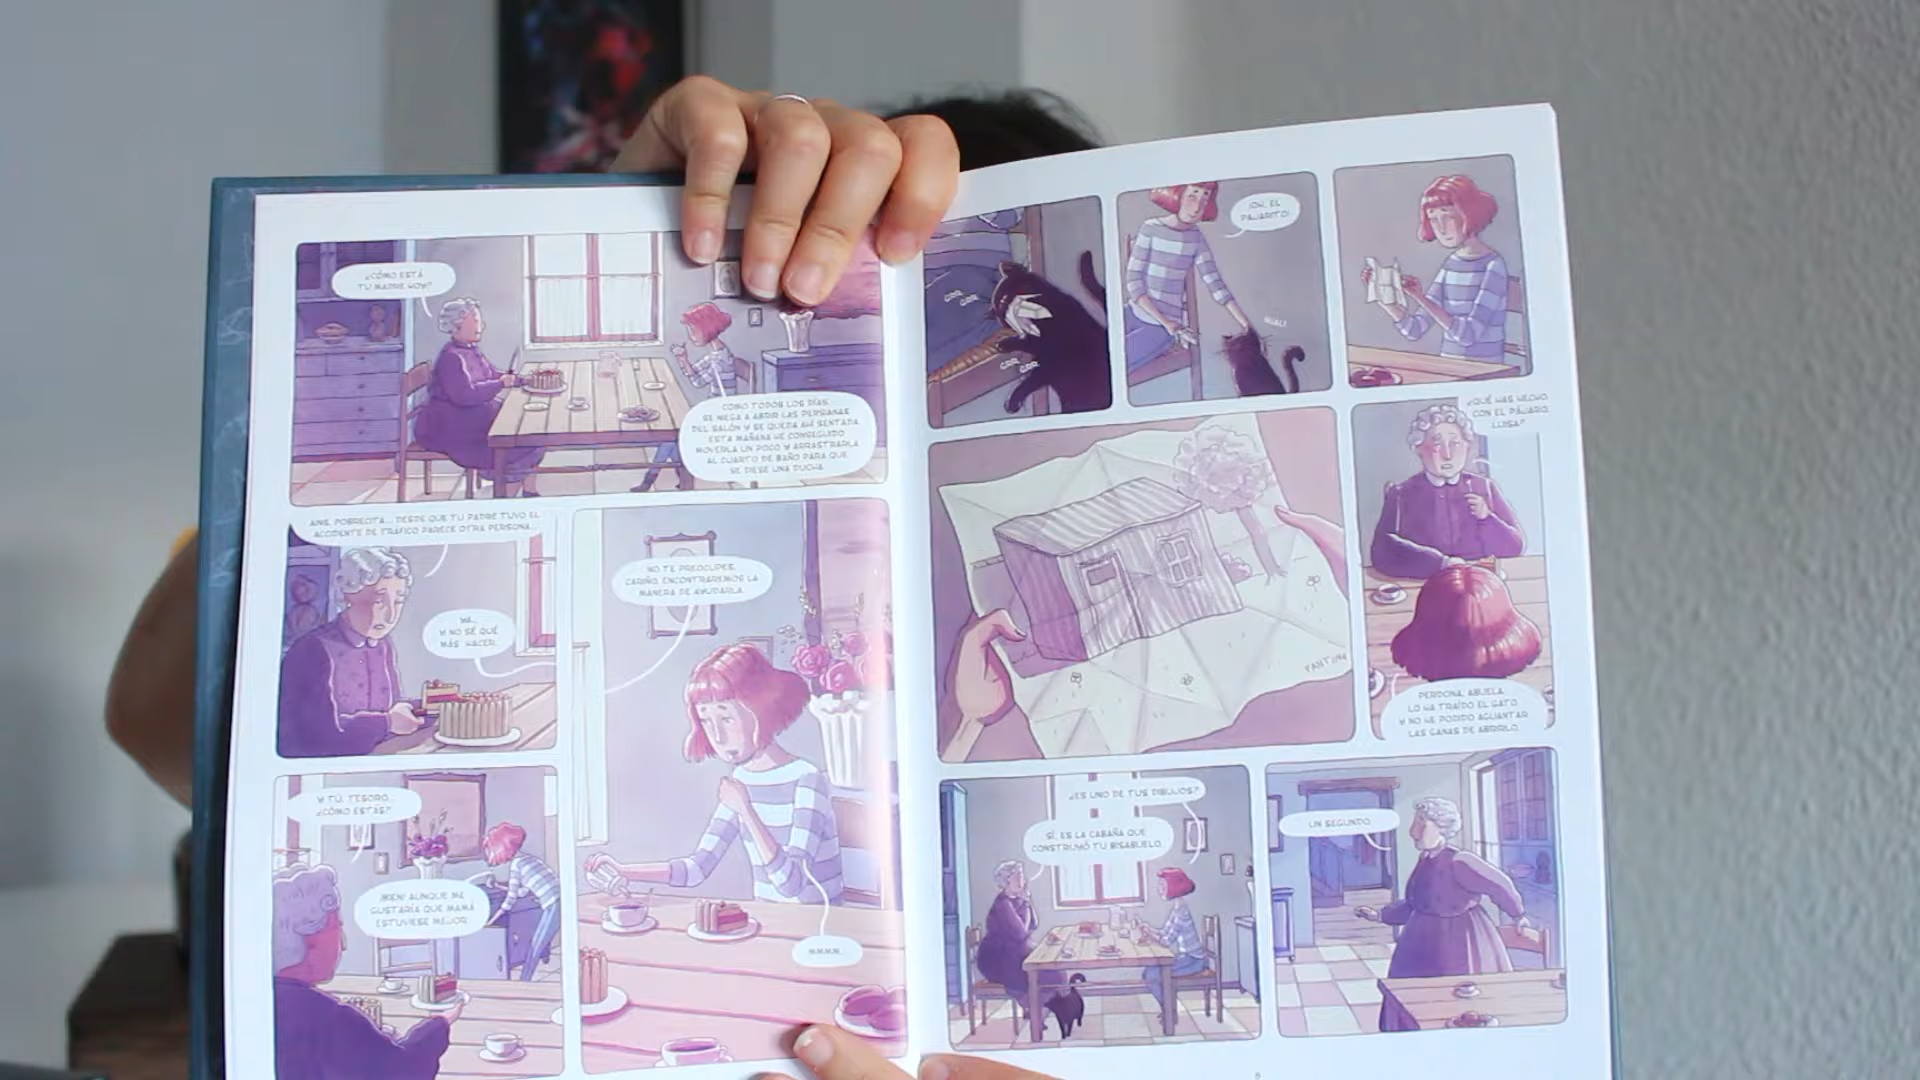 ¿CÓMO ESTÁ
TU MADRE HOY?
COMO TODOS LOS DÍAS.
SE NIEGA A ABRIR LAS PERSIANAS
DEL SALÓN Y SE QUEDA AHÍ SENTADA.
ESTA MAÑANA HE CONSEGUIDO
MOVERLA UN POCO Y ARRASTRARLA
AL CUARTO DE BAÑO PARA QUE
SE DIESE UNA DUCHA.
AINS, POBRECITA... DESDE QUE TU PADRE TUVO EL
ACCIDENTE DE TRÁFICO PARECE OTRA PERSONA...
YA...
Y NO SÉ QUÉ
MÁS HACER.
NO TE PREOCUPES,
CARIÑO, ENCONTRAREMOS LA
MANERA DE AYUDARLA.
Y TÚ, TESORO...
¿CÓMO ESTÁS?
¡BIEN! AUNQUE ME
GUSTARÍA QUE MAMÁ
ESTUVIESE MEJOR.
MMMM...
GRR
GRR
GRR
GRR
¡OH, EL
PAJARITO!
¡MIAU!
FANTINE
¿QUÉ HAS HECHO
CON EL PÁJARO,
LUISA?
PERDONA, ABUELA.
LO HA TRAÍDO EL GATO
Y NO HE PODIDO AGUANTAR
LAS GANAS DE ABRIRLO.
¿ES UNO DE TUS DIBUJOS?
SÍ, ES LA CABAÑA QUE
CONSTRUYÓ TU BISABUELO.
UN SEGUNDO.